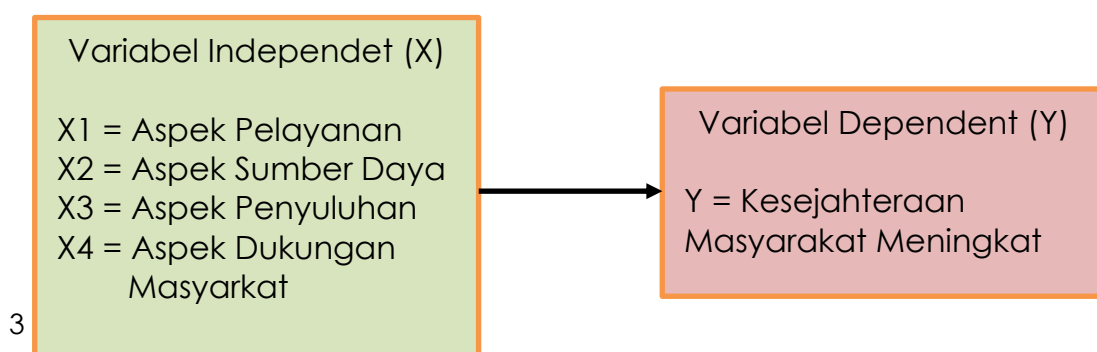 Variabel Independet (X)
X1 = Aspek Pelayanan
X2 = Aspek Sumber Daya
X3 = Aspek Penyuluhan
X4 = Aspek Dukungan
Masyarkat
3
Variabel Dependent (Y)
Y = Kesejahteraan
Masyarakat Meningkat